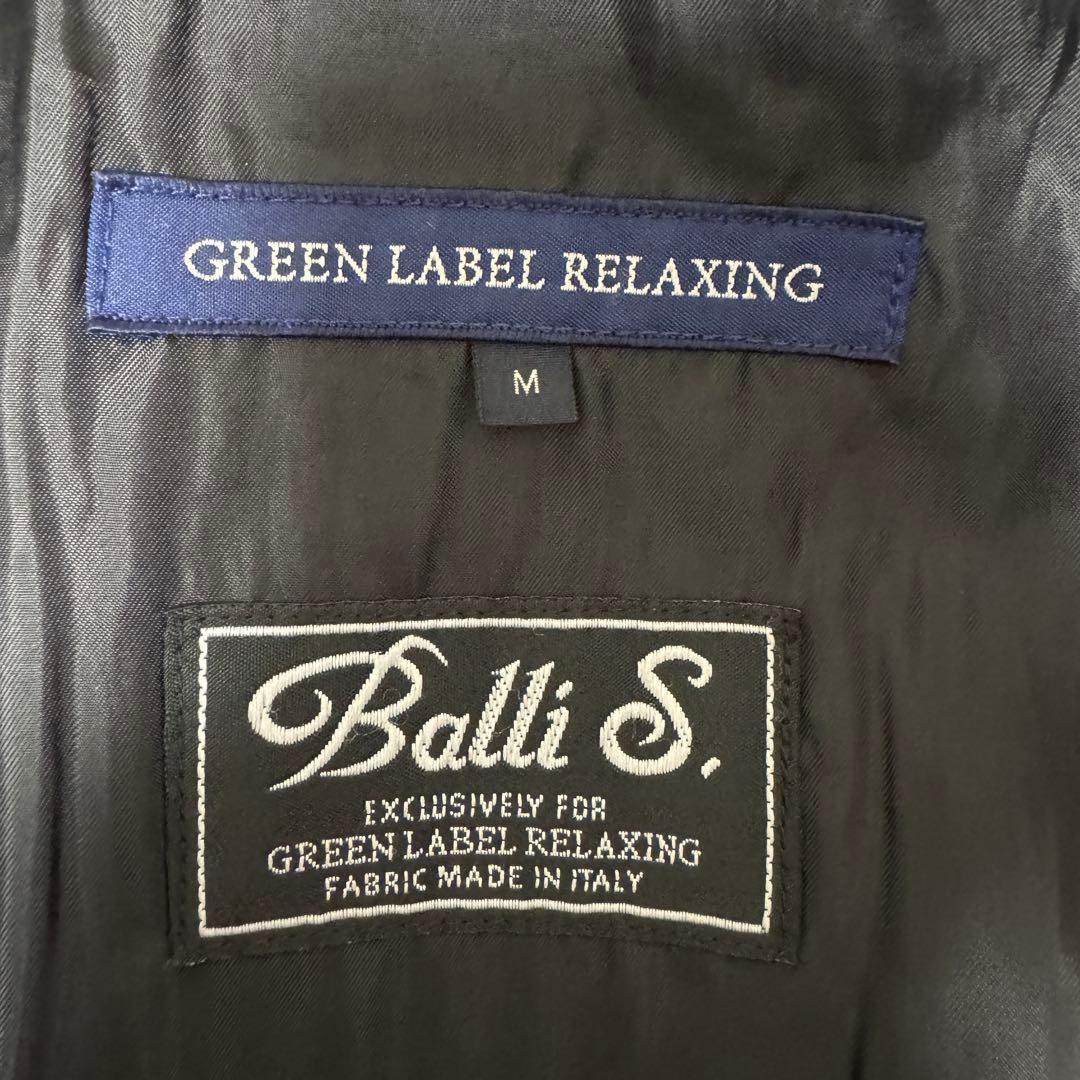 GREEN LABEL RELAXING
M
Balli S.
EXCLUSIVELY FOR
GREEN LABEL RELAXING
FABRIC MADE IN ITALY